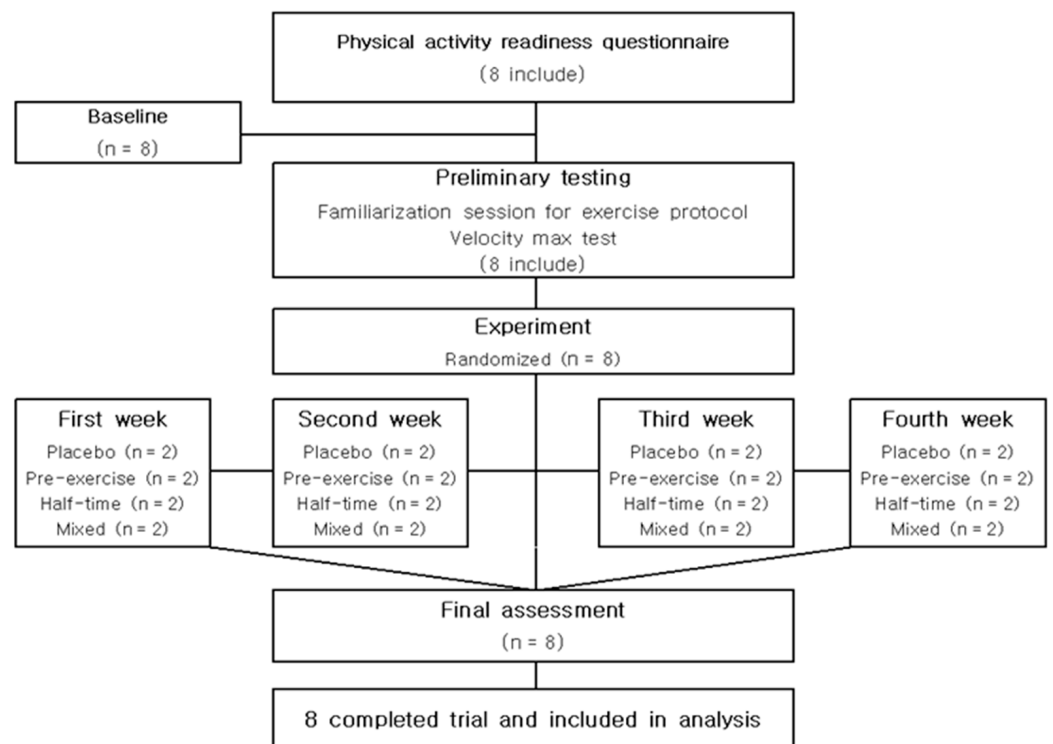 Physical activity readiness questionnaire
(8 include)
Baseline
(n = 8)
Preliminary testing
Familiarization session for exercise protocol
Velocity max test
(8 include)
Experiment
Randomized (n = 8)
First week
Placebo (n = 2)
Pre-exercise (n = 2)
Half-time (n = 2)
Mixed (n = 2)
Second week
Placebo (n = 2)
Pre-exercise (n = 2)
Half-time (n = 2)
Mixed (n = 2)
Third week
Placebo (n = 2)
Pre-exercise (n = 2)
Half-time (n = 2)
Mixed (n = 2)
Fourth week
Placebo (n = 2)
Pre-exercise (n = 2)
Half-time (n = 2)
Mixed (n = 2)
Final assessment
(n = 8)
8 completed trial and included in analysis